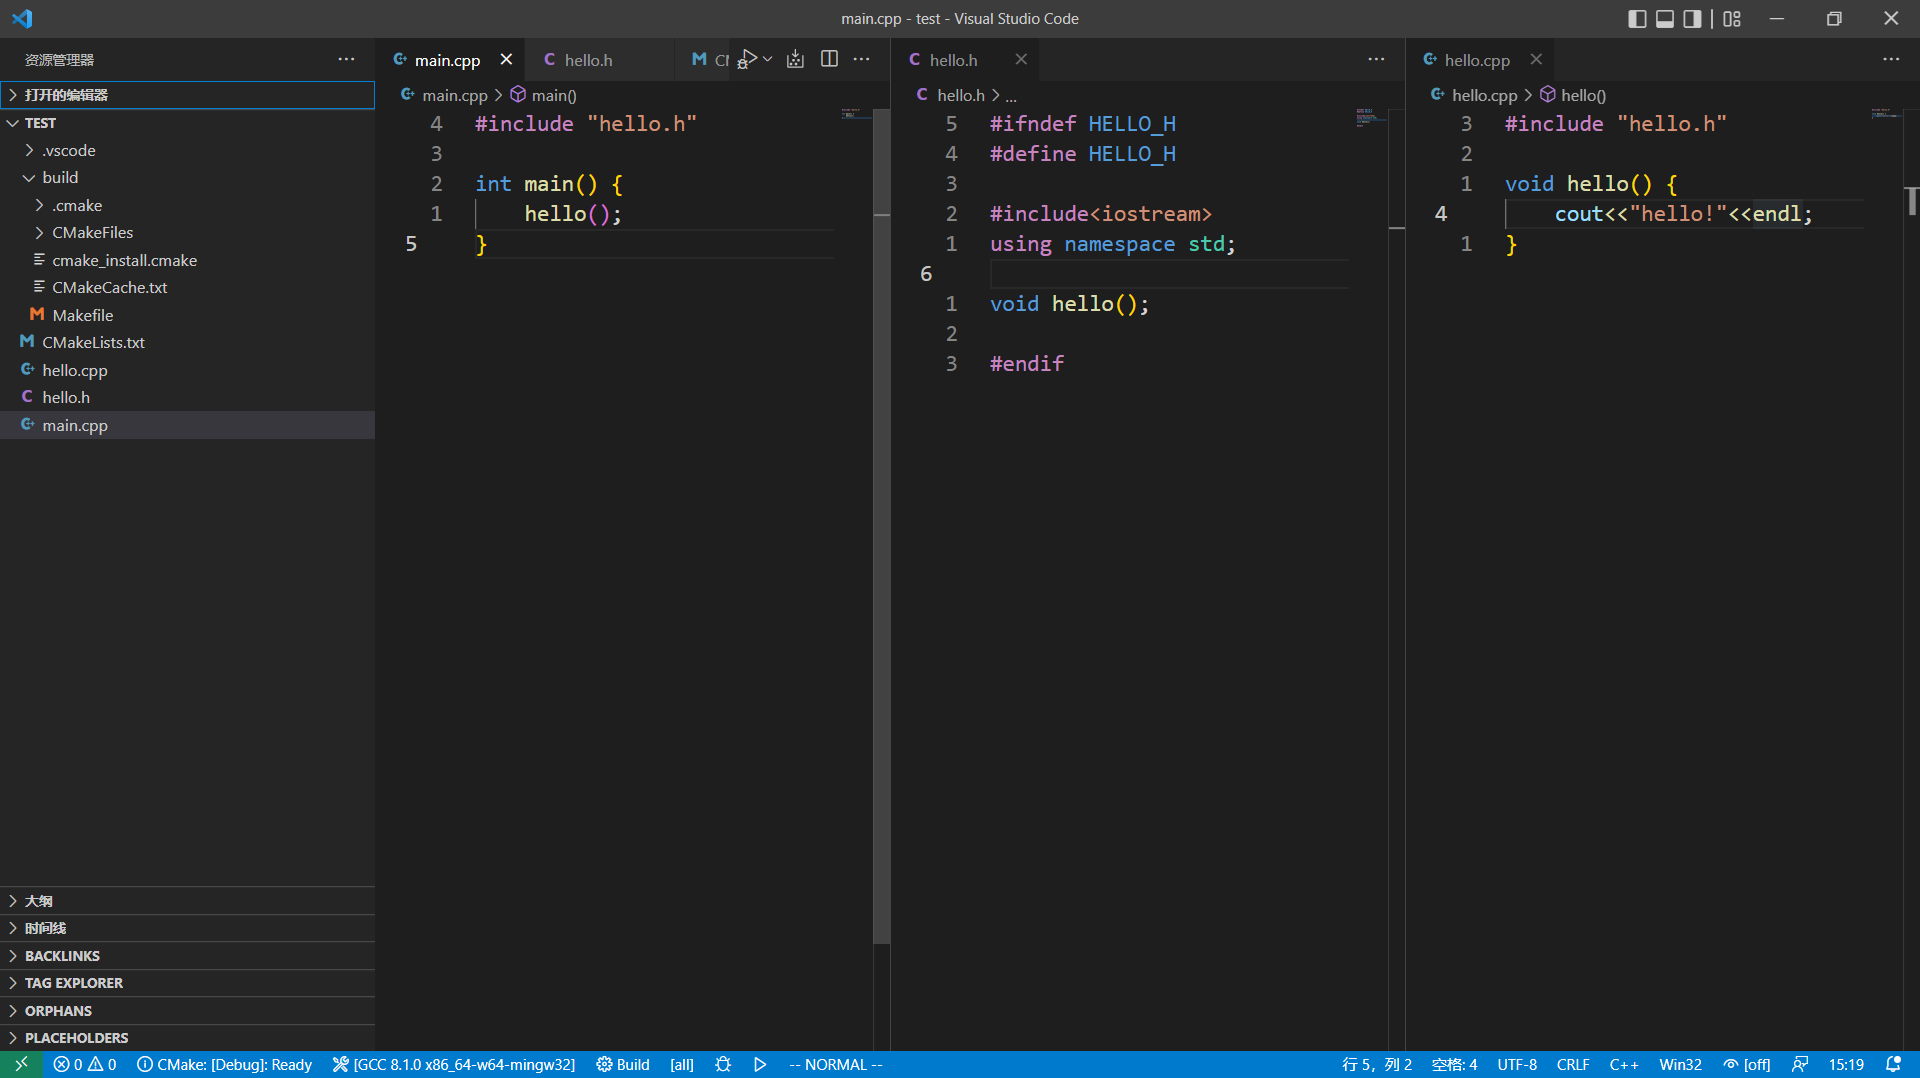 main.cpp - test - Visual Studio Code
资源管理器
打开的编辑器
TEST
.vscode
build
.cmake
CMakeFiles
cmake_install.cmake
CMakeCache.txt
Makefile
CMakeLists.txt
hello.cpp
hello.h
main.cpp
大纲
时间线
BACKLINKS
TAG EXPLORER
ORPHANS
PLACEHOLDERS
main.cpp hello.h
main.cpp > main()
4 #include "hello.h"
3
2 int main() {
1 hello();
5 }
hello.h
hello.h > ...
5 #ifndef HELLO_H
4 #define HELLO_H
3
2 #include<iostream>
1 using namespace std;
6
1 void hello();
2
3 #endif
hello.cpp
hello.cpp > hello()
3 #include "hello.h"
2
1 void hello() {
4 cout<<"hello!"<<endl;
1 }
0 0 CMake: [Debug]: Ready [GCC 8.1.0 x86_64-w64-mingw32] Build [all] -- NORMAL -- 行 5，列 2 空格: 4 UTF-8 CRLF C++ Win32 [off] 15:19